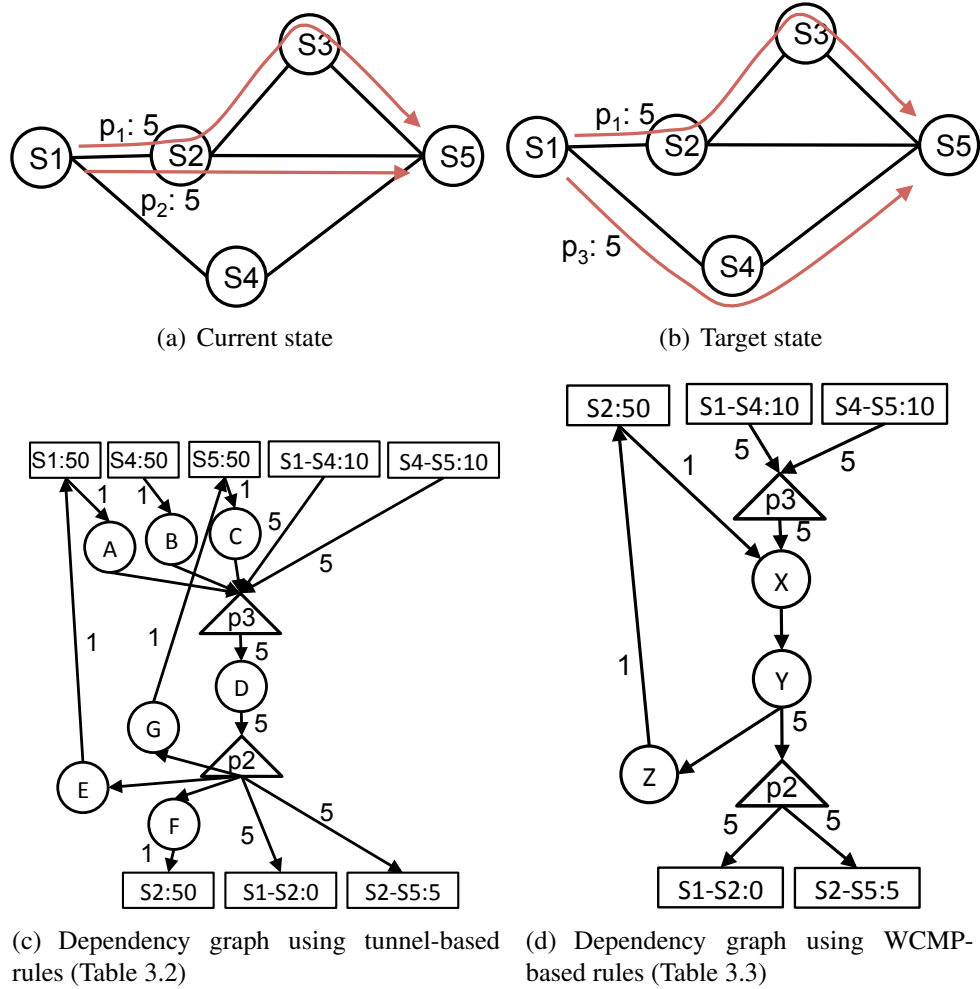 S3
S3
p1: 5
p1: 5
S1
S2
S5
S1
S2
S5
p2: 5
p3: 5
S4
S4
(a) Current state
(b) Target state
S2:50
S1-S4:10
S4-S5:10
S1:50
S4:50
S5:50
S1-S4:10
S4-S5:10
1
5
5
p3
5
1
1
1
5
A
B
C
5
X
p3
5
1
1
D
5
G
p2
E
F
1
5
5
S2:50
S1-S2:0
S2-S5:5
1
Y
5
Z
p2
5
5
S1-S2:0
S2-S5:5
(c) Dependency graph using tunnel-based
rules (Table 3.2)
(d) Dependency graph using WCMP-
based rules (Table 3.3)